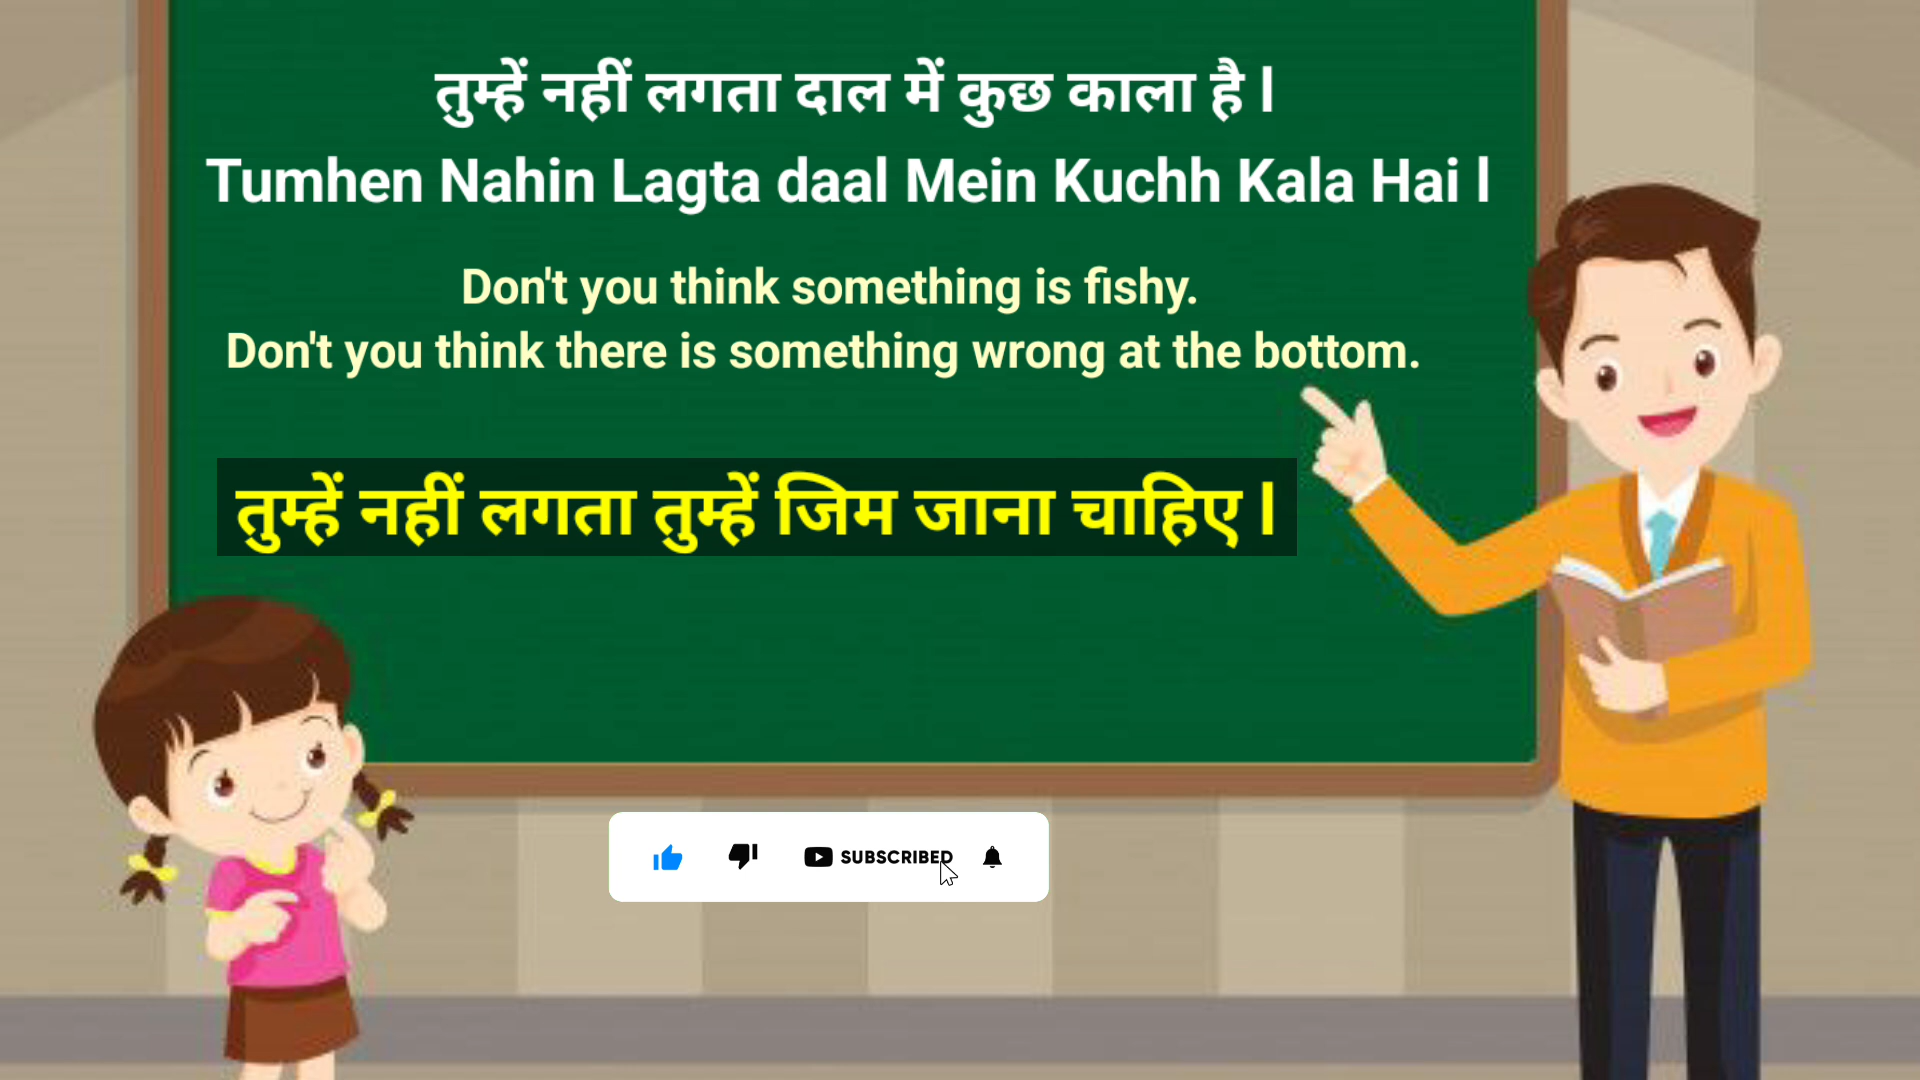 तुम्हें नहीं लगता दाल में कुछ काला है l
Tumhen Nahin Lagta daal Mein Kuchh Kala Hai l
Don't you think something is fishy.
Don't you think there is something wrong at the bottom.
तुम्हें नहीं लगता तुम्हें जिम जाना चाहिए l
SUBSCRIBED